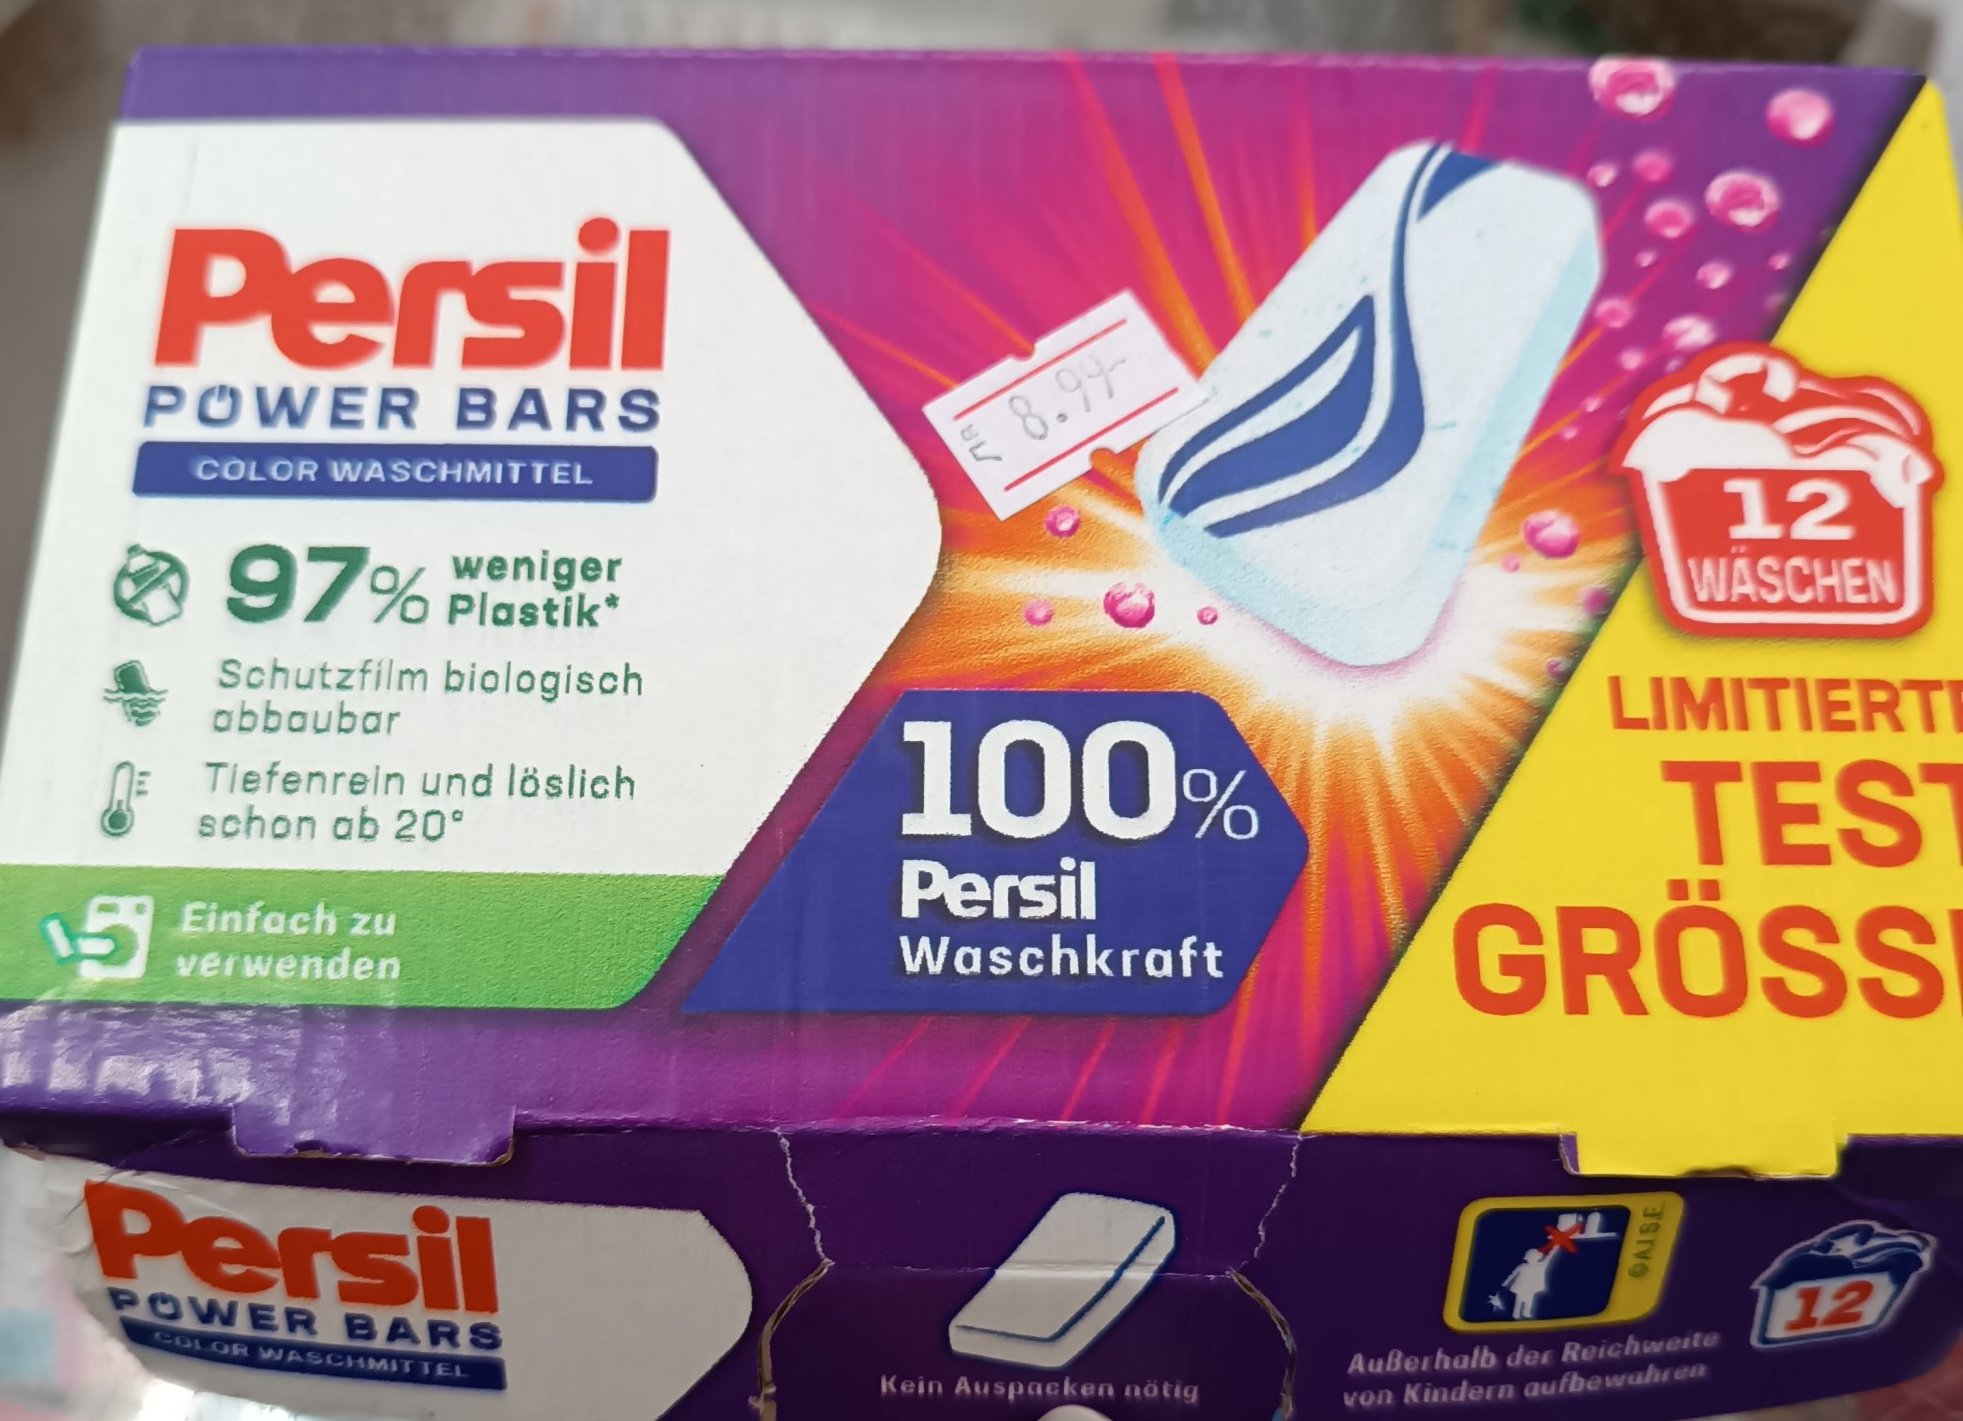 Persil
POWER BARS
COLOR WASCHMITTEL
97% weniger
Plastik*
Schutzfilm biologisch
abbaubar
Tiefenrein und löslich
schon ab 20°
Einfach zu
verwenden
8.94
100%
Persil
Waschkraft
12
WÄSCHEN
LIMITIERTE
TEST
GRÖSSE
Persil
POWER BARS
COLOR WASCHMITTEL
Kein Auspacken nötig
©A.I.S.E
Außerhalb der Reichweite
von Kindern aufbewahren
12